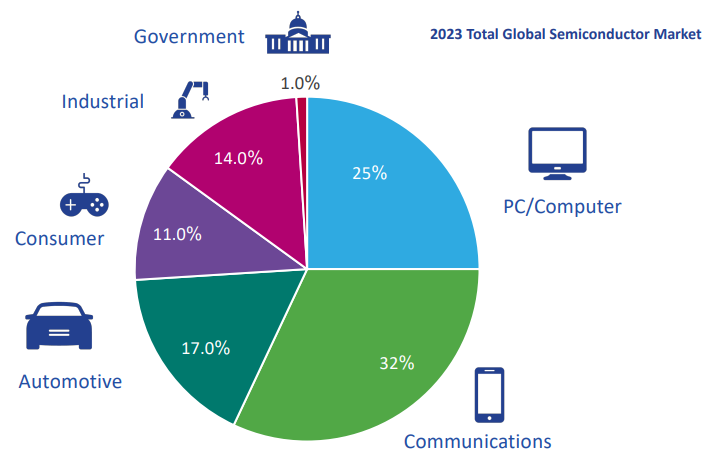 2023 Total Global Semiconductor Market
Government
1.0%
Industrial
14.0%
25%
PC/Computer
Consumer
11.0%
Automotive
17.0%
32%
Communications